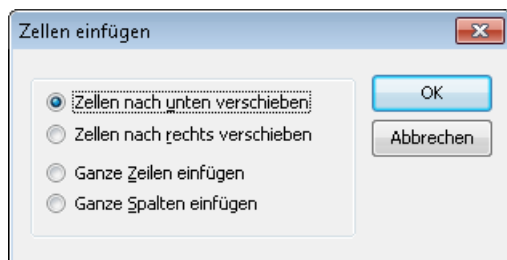 Zellen einfügen
Zellen nach unten verschieben
Zellen nach rechts verschieben
Ganze Zeilen einfügen
Ganze Spalten einfügen
OK
Abbrechen